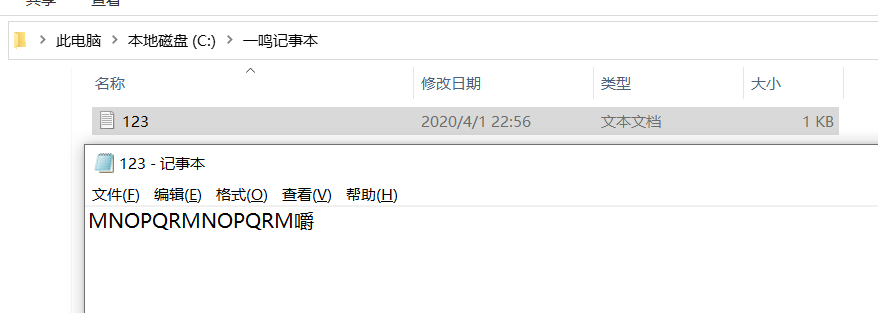 共享 查看
此电脑 本地磁盘 (C:) 一鸣记事本
名称 修改日期 类型 大小
123 2020/4/1 22:56 文本文档 1 KB
123 - 记事本
文件(F) 编辑(E) 格式(O) 查看(V) 帮助(H)
MNOPQRMNOPQRM嚼